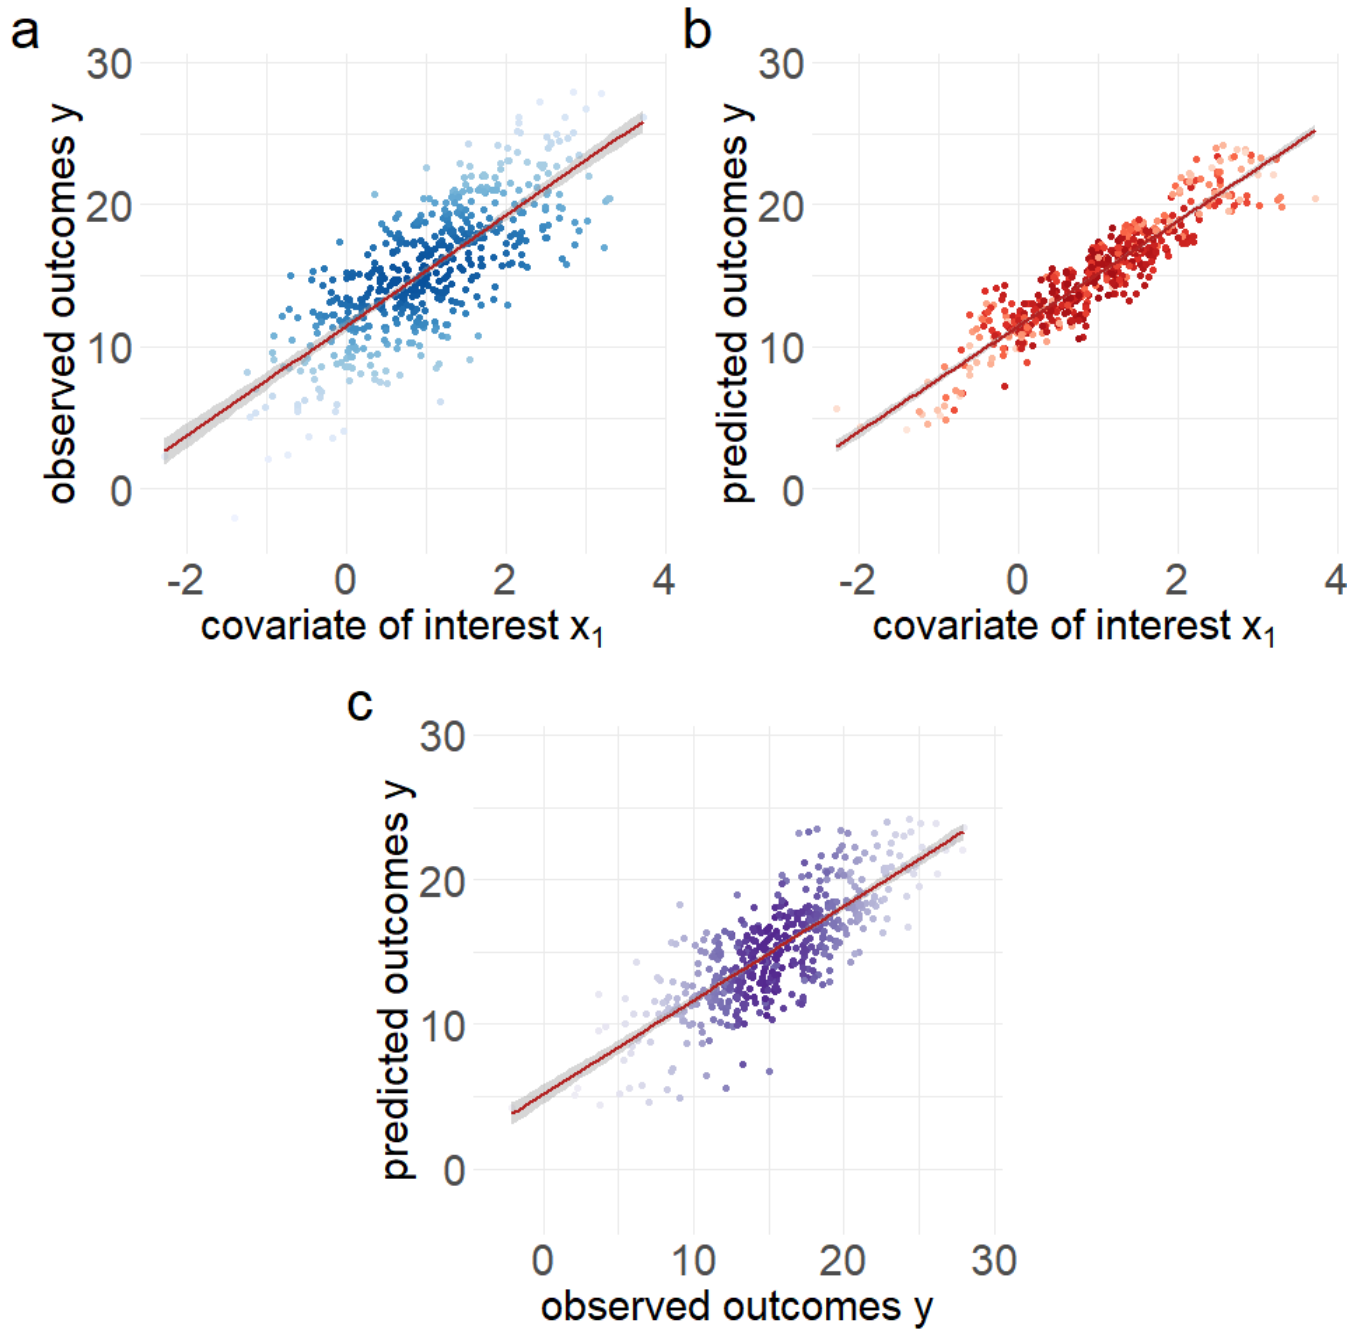 a
30
20
10
0
observed outcomes y
-2 0 2 4
covariate of interest x₁
b
30
20
10
0
predicted outcomes y
-2 0 2 4
covariate of interest x₁
c
30
20
10
0
predicted outcomes y
0 10 20 30
observed outcomes y